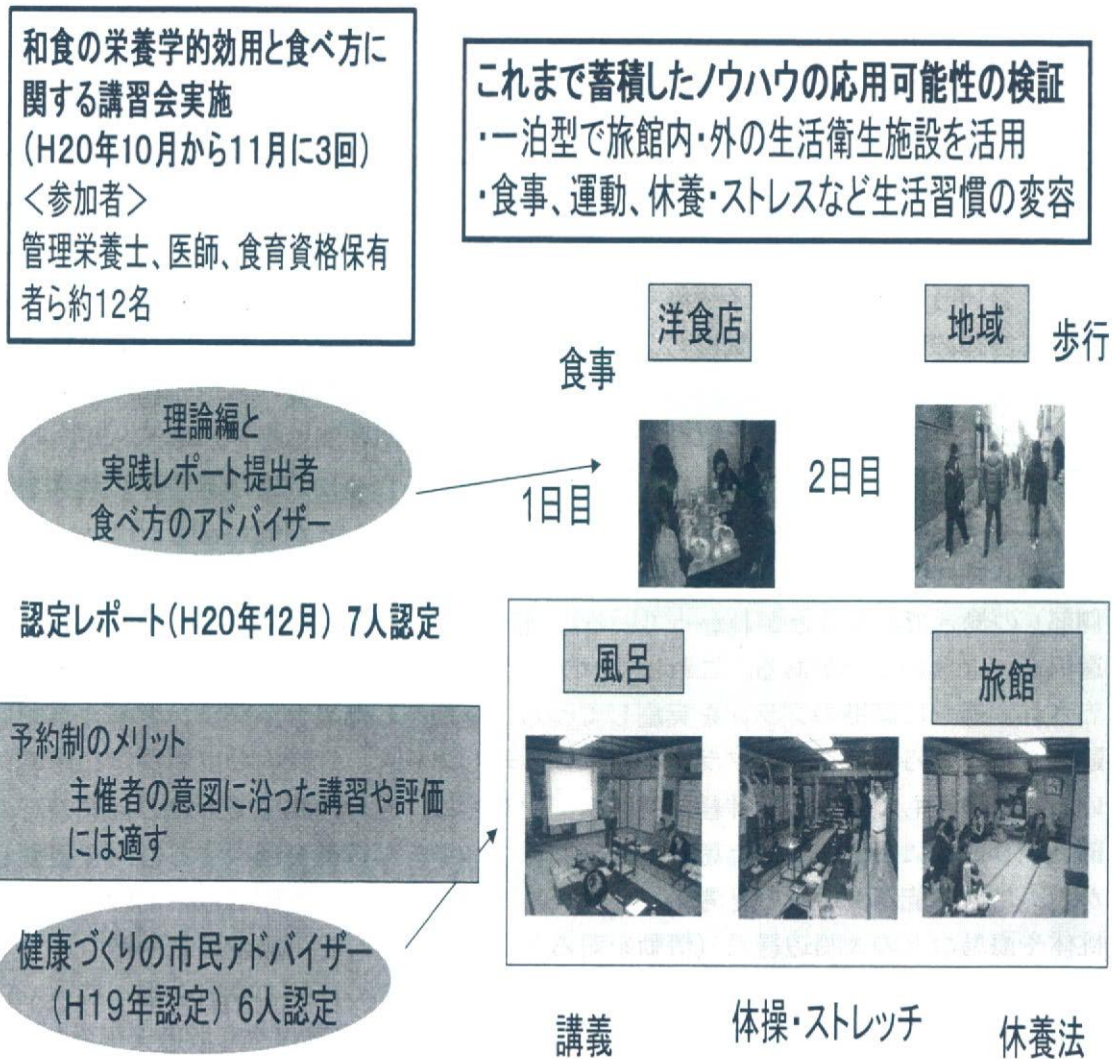 和食の栄養学的効用と食べ方に
関する講習会実施
(H20年10月から11月に3回)
<参加者>
管理栄養士、医師、食育資格保有
者ら約12名
これまで蓄積したノウハウの応用可能性の検証
・一泊型で旅館内・外の生活衛生施設を活用
・食事、運動、休養・ストレスなど生活習慣の変容
洋食店
地域
歩行
食事
理論編と
実践レポート提出者
食べ方のアドバイザー
1日目
2日目
認定レポート(H20年12月) 7人認定
風呂
旅館
予約制のメリット
主催者の意図に沿った講習や評価
には適す
健康づくりの市民アドバイザー
(H19年認定) 6人認定
講義
体操・ストレッチ
休養法